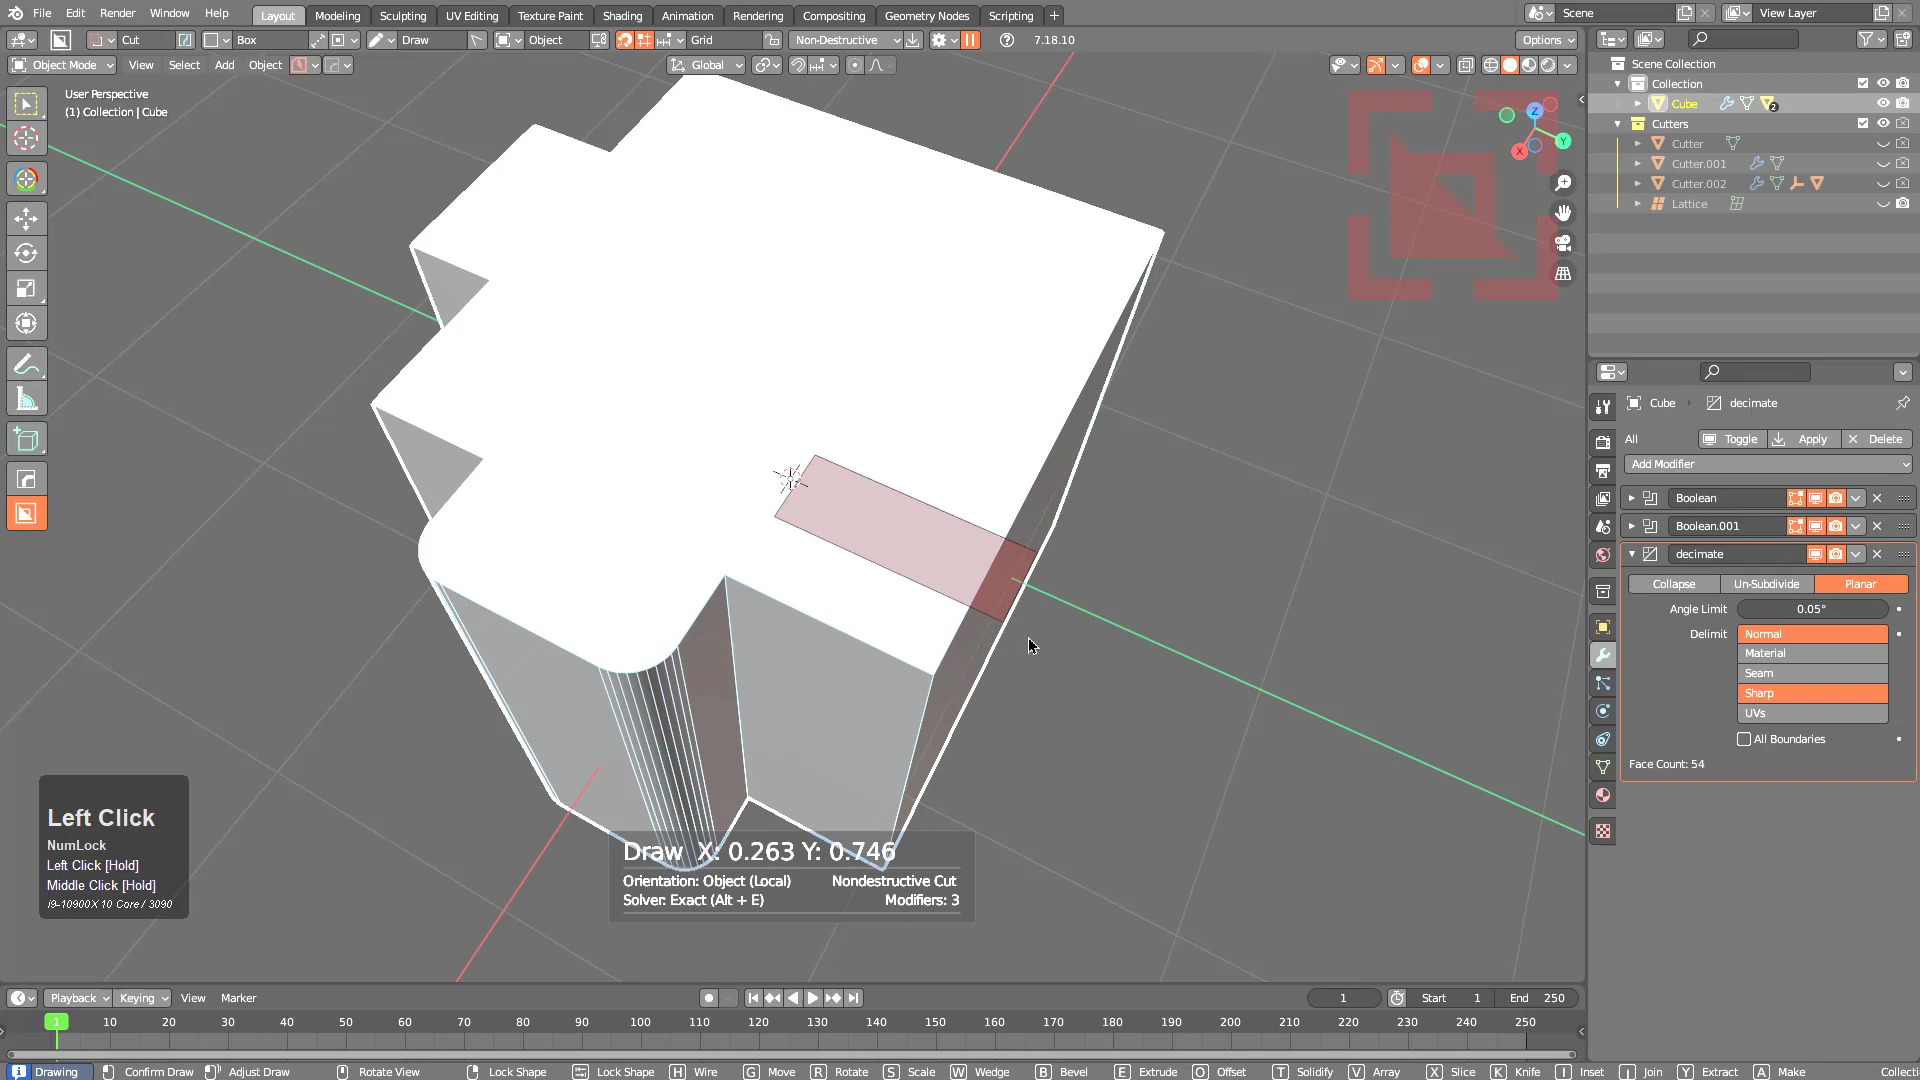 File Edit Render Window Help Layout Modeling Sculpting UV Editing Texture Paint Shading Animation Rendering Compositing Geometry Nodes Scripting + Scene View Layer
Cut Box Draw Object Grid Non-Destructive 7.18.10 Options
Object Mode View Select Add Object Global
User Perspective
(1) Collection | Cube
Z
Y
X
Scene Collection
Collection
Cube 2
Cutters
Cutter
Cutter.001
Cutter.002
Lattice
Cube decimate
All Toggle Apply Delete
Add Modifier
Boolean
Boolean.001
decimate
Collapse Un-Subdivide Planar
Angle Limit 0.05°
Delimit Normal
Material
Seam
Sharp
UVs
All Boundaries
Face Count: 54
Left Click
NumLock
Left Click [Hold]
Middle Click [Hold]
i9-10900X 10 Core / 3090
Draw X: 0.263 Y: 0.746
Orientation: Object (Local) Nondestructive Cut
Solver: Exact (Alt + E) Modifiers: 3
Playback Keying View Marker 1 Start 1 End 250
1 10 20 30 40 50 60 70 80 90 100 110 120 130 140 150 160 170 180 190 200 210 220 230 240 250
Drawing Confirm Draw Adjust Draw Rotate View Lock Shape Lock Shape H Wire G Move R Rotate S Scale W Wedge B Bevel E Extrude O Offset T Solidify V Array X Slice K Knife I Inset J Join Y Extract A Make Collecti